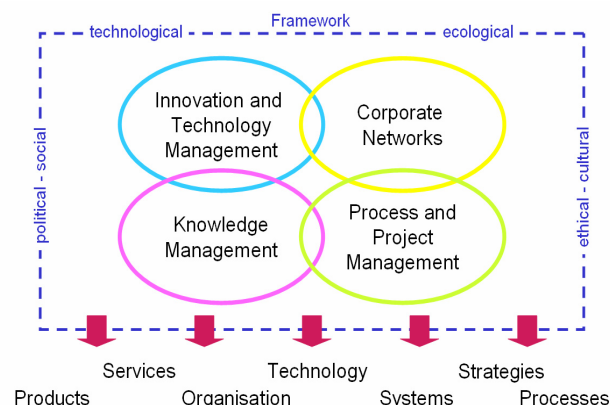 Framework
technological
ecological
political - social
ethical - cultural
Innovation and
Technology
Management
Corporate
Networks
Knowledge
Management
Process and
Project
Management
Services
Technology
Strategies
Products
Organisation
Systems
Processes